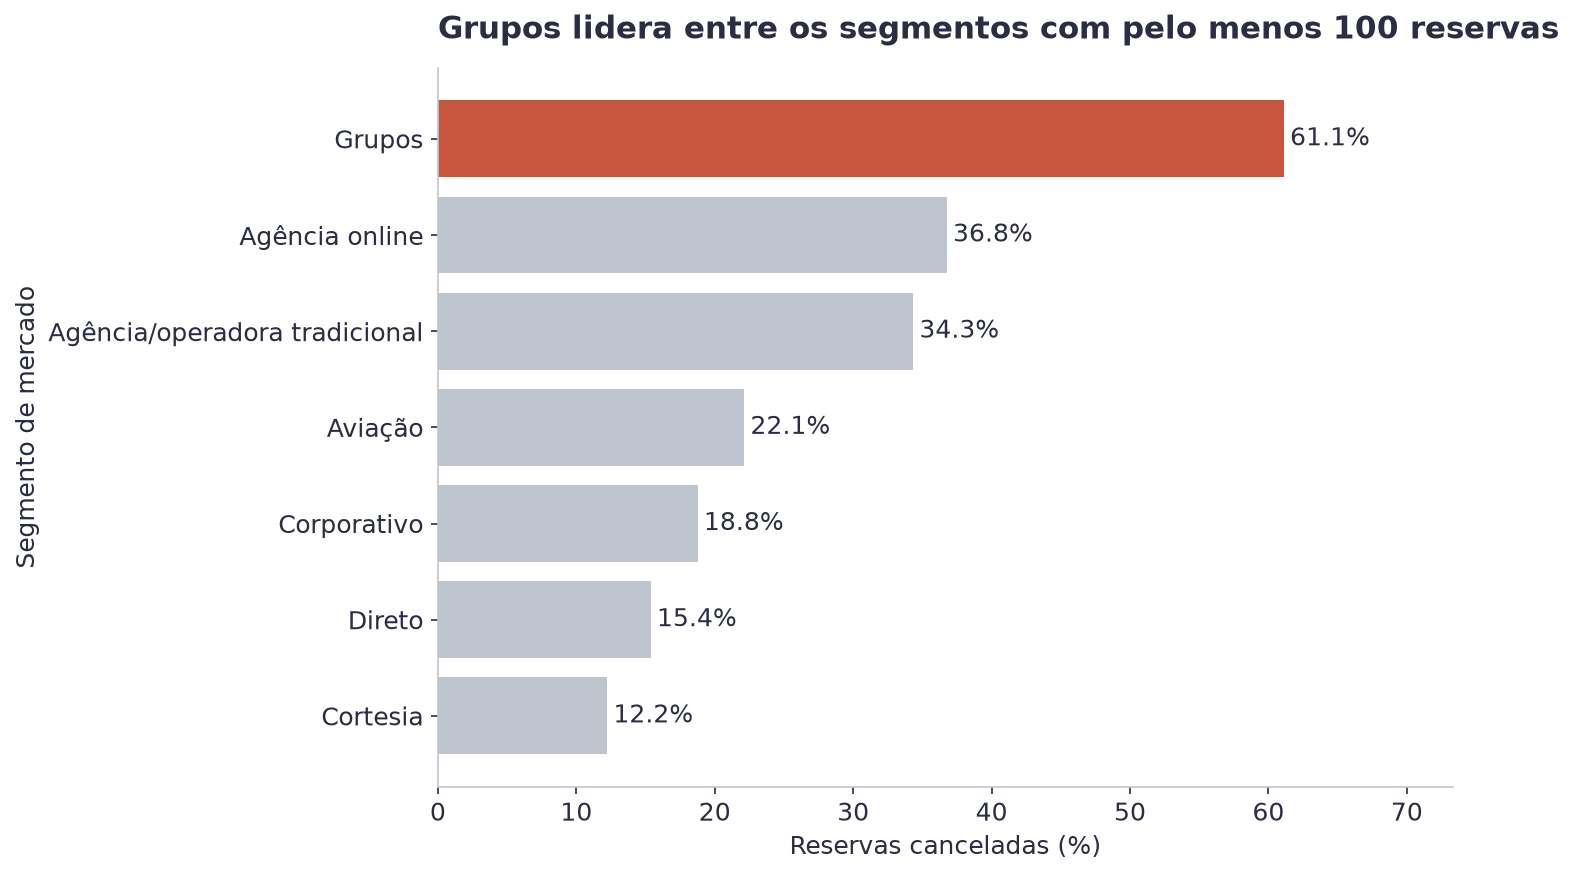 Grupos lidera entre os segmentos com pelo menos 100 reservas
Segmento de mercado
Grupos
61.1%
Agência online
36.8%
Agência/operadora tradicional
34.3%
Aviação
22.1%
Corporativo
18.8%
Direto
15.4%
Cortesia
12.2%
0 10 20 30 40 50 60 70
Reservas canceladas (%)